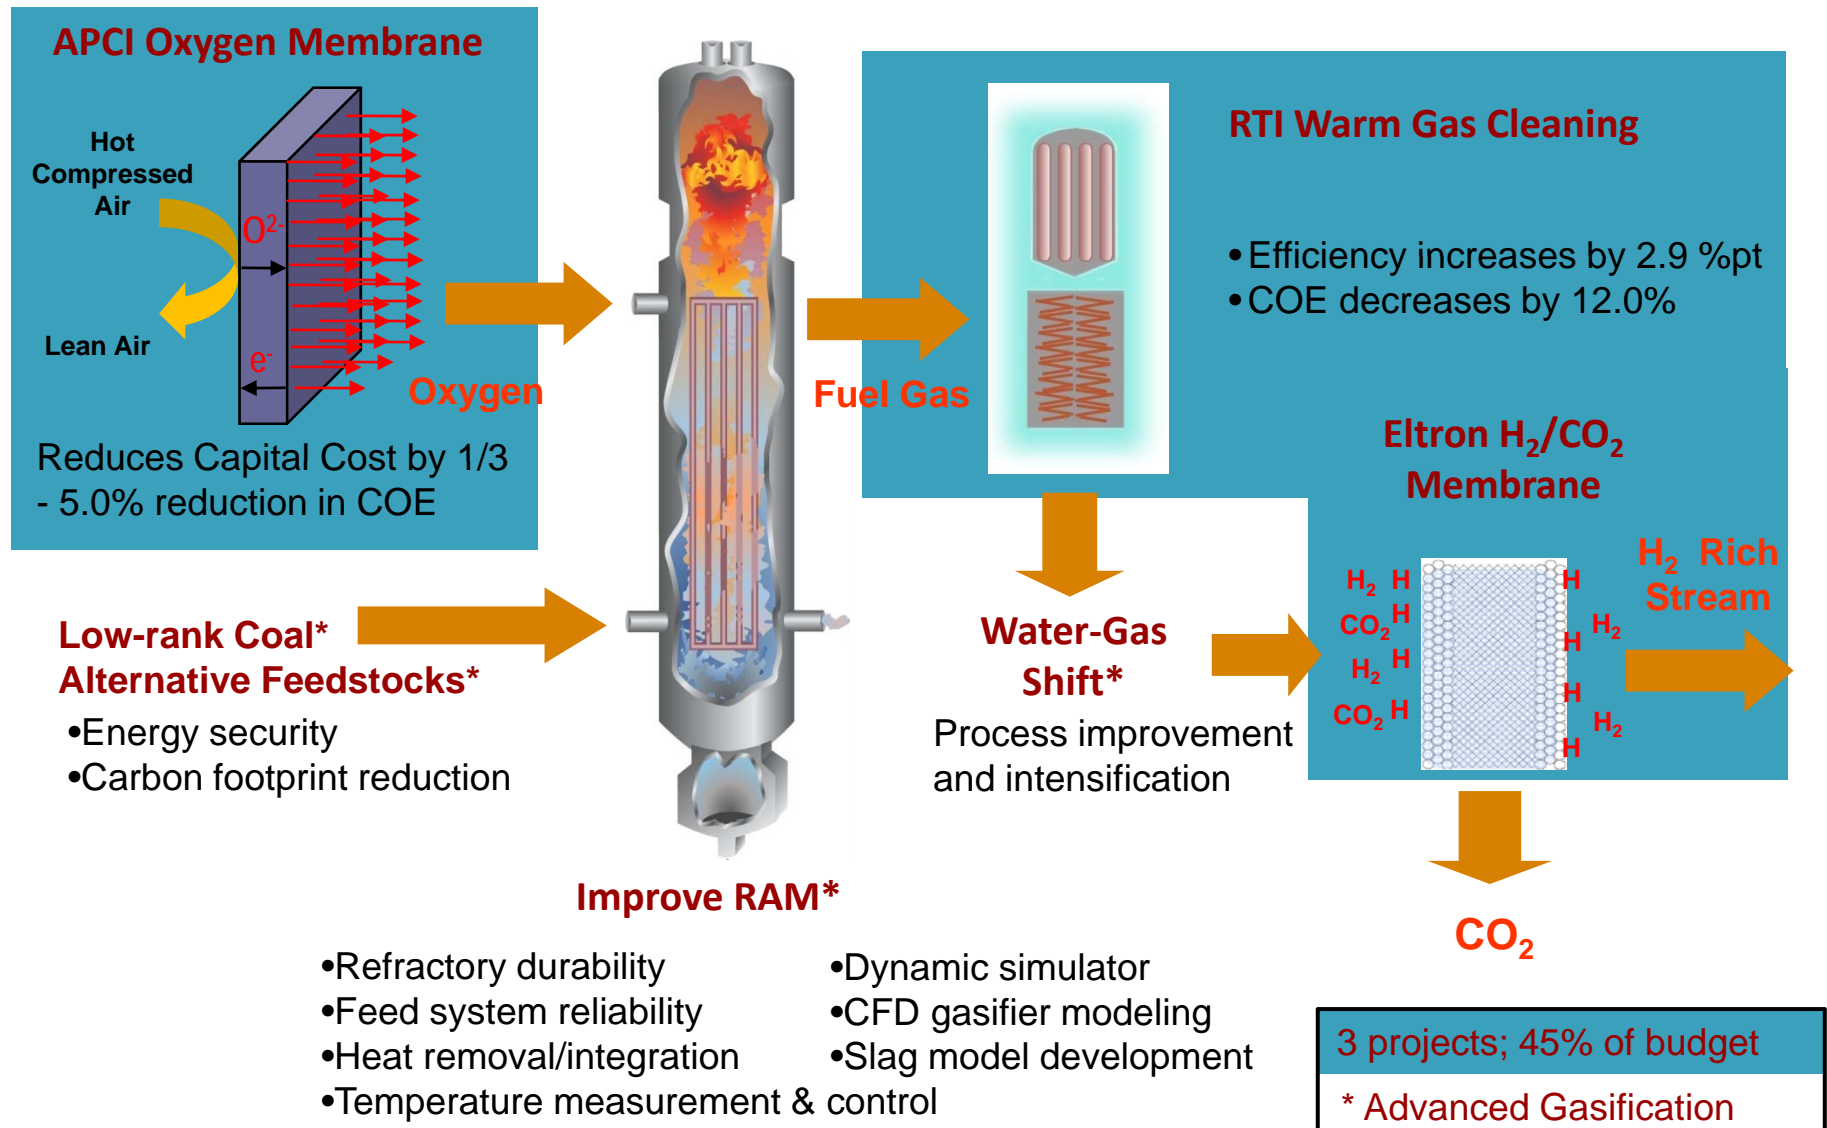 APCI Oxygen Membrane
Hot
Compressed
Air
O²⁻
e⁻
Lean Air
Oxygen
Reduces Capital Cost by 1/3
- 5.0% reduction in COE
Fuel Gas
RTI Warm Gas Cleaning
•Efficiency increases by 2.9 %pt
•COE decreases by 12.0%
Eltron H₂/CO₂
Membrane
H₂ H
CO₂ H
H₂ H
CO₂ H
H
H₂
H
H
H₂
H
H₂ Rich
Stream
Low-rank Coal*
Alternative Feedstocks*
•Energy security
•Carbon footprint reduction
Water-Gas
Shift*
Process improvement
and intensification
CO₂
Improve RAM*
•Refractory durability
•Feed system reliability
•Heat removal/integration
•Temperature measurement & control
•Dynamic simulator
•CFD gasifier modeling
•Slag model development
3 projects; 45% of budget
* Advanced Gasification